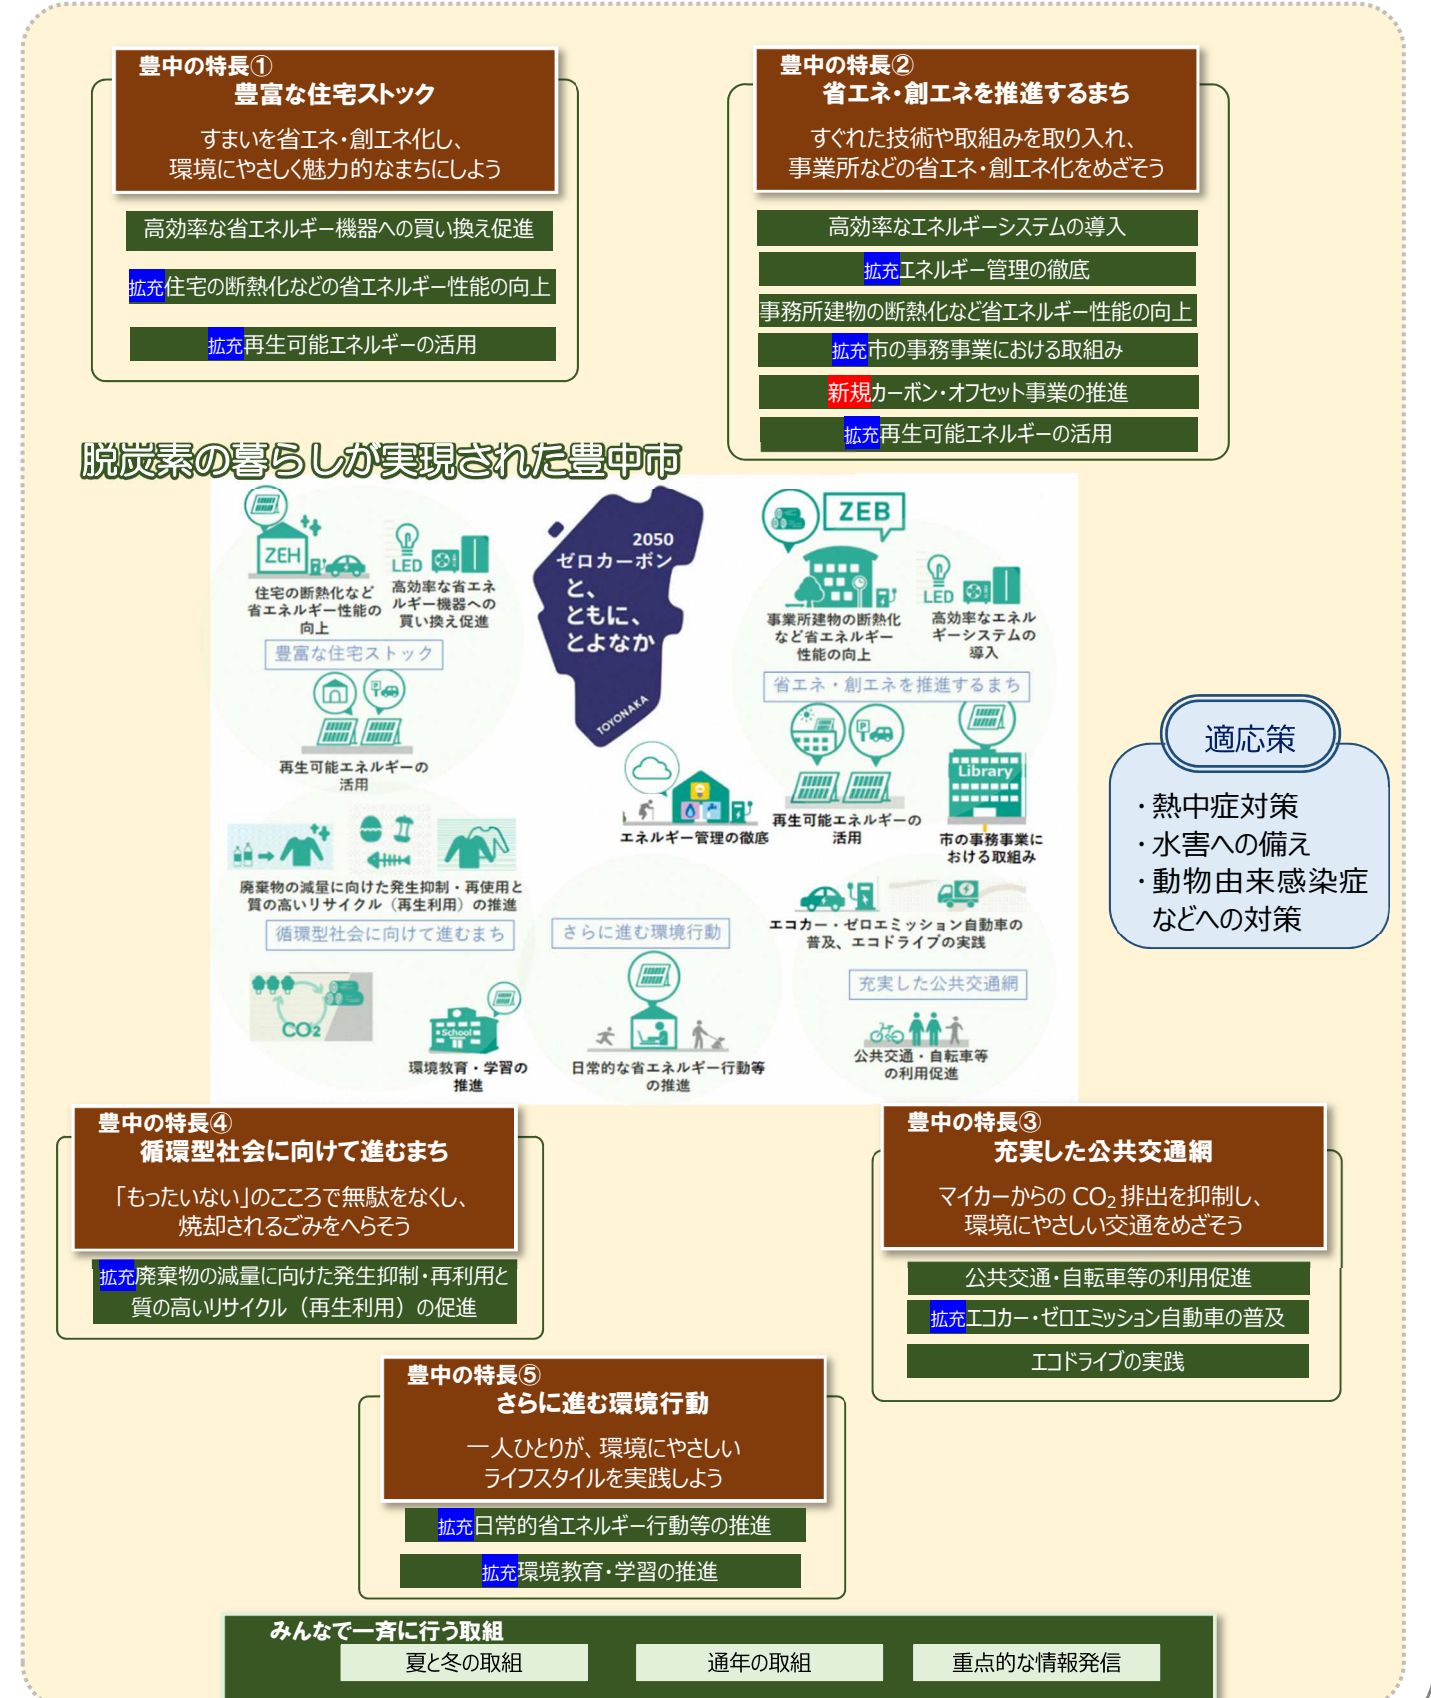 豊中の特長①
豊富な住宅ストック
すまいを省エネ・創エネ化し、
環境にやさしく魅力的なまちにしよう
高効率な省エネルギー機器への買い換え促進
拡充住宅の断熱化などの省エネルギー性能の向上
拡充再生可能エネルギーの活用
豊中の特長②
省エネ・創エネを推進するまち
すぐれた技術や取組みを取り入れ、
事業所などの省エネ・創エネ化をめざそう
高効率なエネルギーシステムの導入
拡充エネルギー管理の徹底
事務所建物の断熱化など省エネルギー性能の向上
拡充市の事務事業における取組み
新規カーボン・オフセット事業の推進
拡充再生可能エネルギーの活用
脱炭素の暮らしが実現された豊中市
ZEH
住宅の断熱化など
省エネルギー性能の
向上
LED
高効率な省エネ
ルギー機器への
買い換え促進
豊富な住宅ストック
再生可能エネルギーの
活用
2050
ゼロカーボン
と、
ともに、
とよなか
TOYONAKA
ZEB
事業所建物の断熱化
など省エネルギー
性能の向上
LED
高効率なエネル
ギーシステムの
導入
省エネ・創エネを推進するまち
P
P
再生可能エネルギーの
活用
Library
市の事務事業に
おける取組み
エネルギー管理の徹底
廃棄物の減量に向けた発生抑制・再使用と
質の高いリサイクル（再生利用）の推進
循環型社会に向けて進むまち
CO2
School
環境教育・学習の
推進
さらに進む環境行動
日常的な省エネルギー行動等
の推進
エコカー・ゼロエミッション自動車の
普及、エコドライブの実践
充実した公共交通網
公共交通・自転車等
の利用促進
適応策
・熱中症対策
・水害への備え
・動物由来感染症
などへの対策
豊中の特長④
循環型社会に向けて進むまち
「もったいない」のこころで無駄をなくし、
焼却されるごみをへらそう
拡充廃棄物の減量に向けた発生抑制・再利用と
質の高いリサイクル（再生利用）の促進
豊中の特長③
充実した公共交通網
マイカーからの CO₂ 排出を抑制し、
環境にやさしい交通をめざそう
公共交通・自転車等の利用促進
拡充エコカー・ゼロエミッション自動車の普及
エコドライブの実践
豊中の特長⑤
さらに進む環境行動
一人ひとりが、環境にやさしい
ライフスタイルを実践しよう
拡充日常的省エネルギー行動等の推進
拡充環境教育・学習の推進
みんなで一斉に行う取組
夏と冬の取組
通年の取組
重点的な情報発信